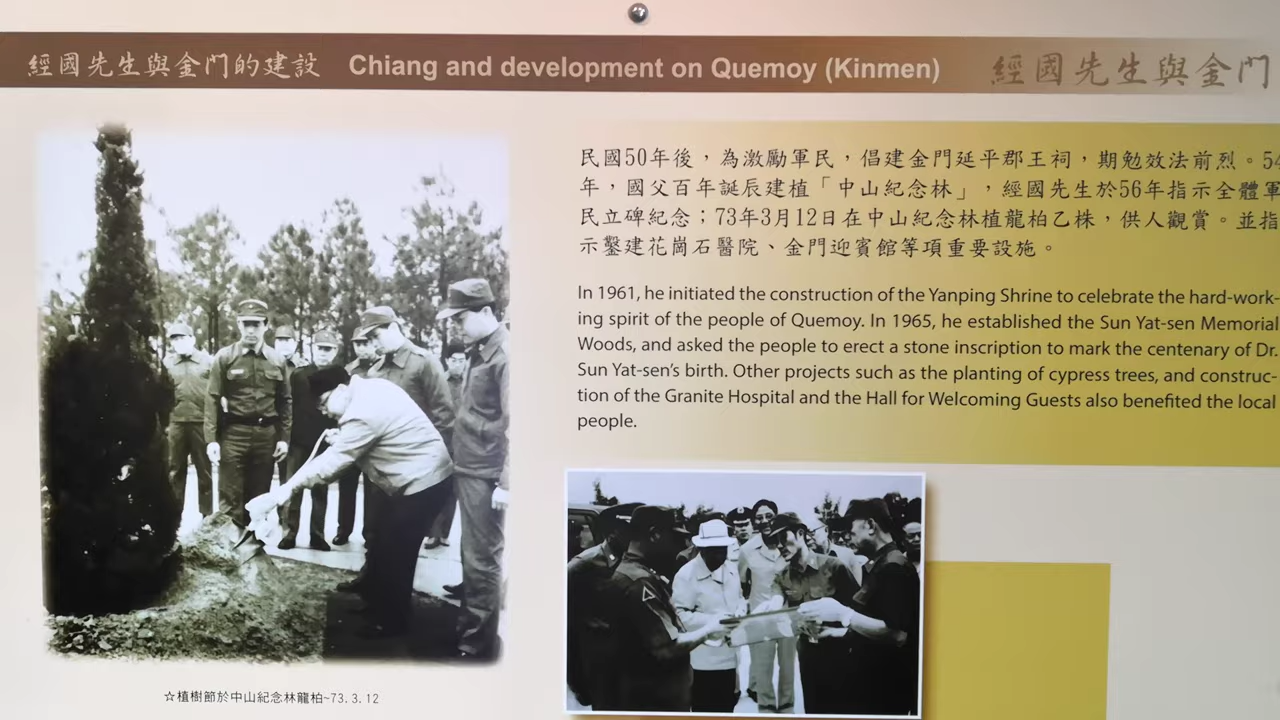 經國先生與金門的建設 Chiang and development on Quemoy (Kinmen) 經國先生與金門
民國50年後，為激勵軍民，倡建金門延平郡王祠，期勉效法前烈。54
年，國父百年誕辰建植「中山紀念林」，經國先生於56年指示全體軍
民立碑紀念；73年3月12日在中山紀念林植龍柏乙株，供人觀賞。並指
示鑿建花崗石醫院、金門迎賓館等項重要設施。
In 1961, he initiated the construction of the Yanping Shrine to celebrate the hard-work-
ing spirit of the people of Quemoy. In 1965, he established the Sun Yat-sen Memorial
Woods, and asked the people to erect a stone inscription to mark the centenary of Dr.
Sun Yat-sen's birth. Other projects such as the planting of cypress trees, and construc-
tion of the Granite Hospital and the Hall for Welcoming Guests also benefited the local
people.
☆植樹節於中山紀念林龍柏~73.3.12